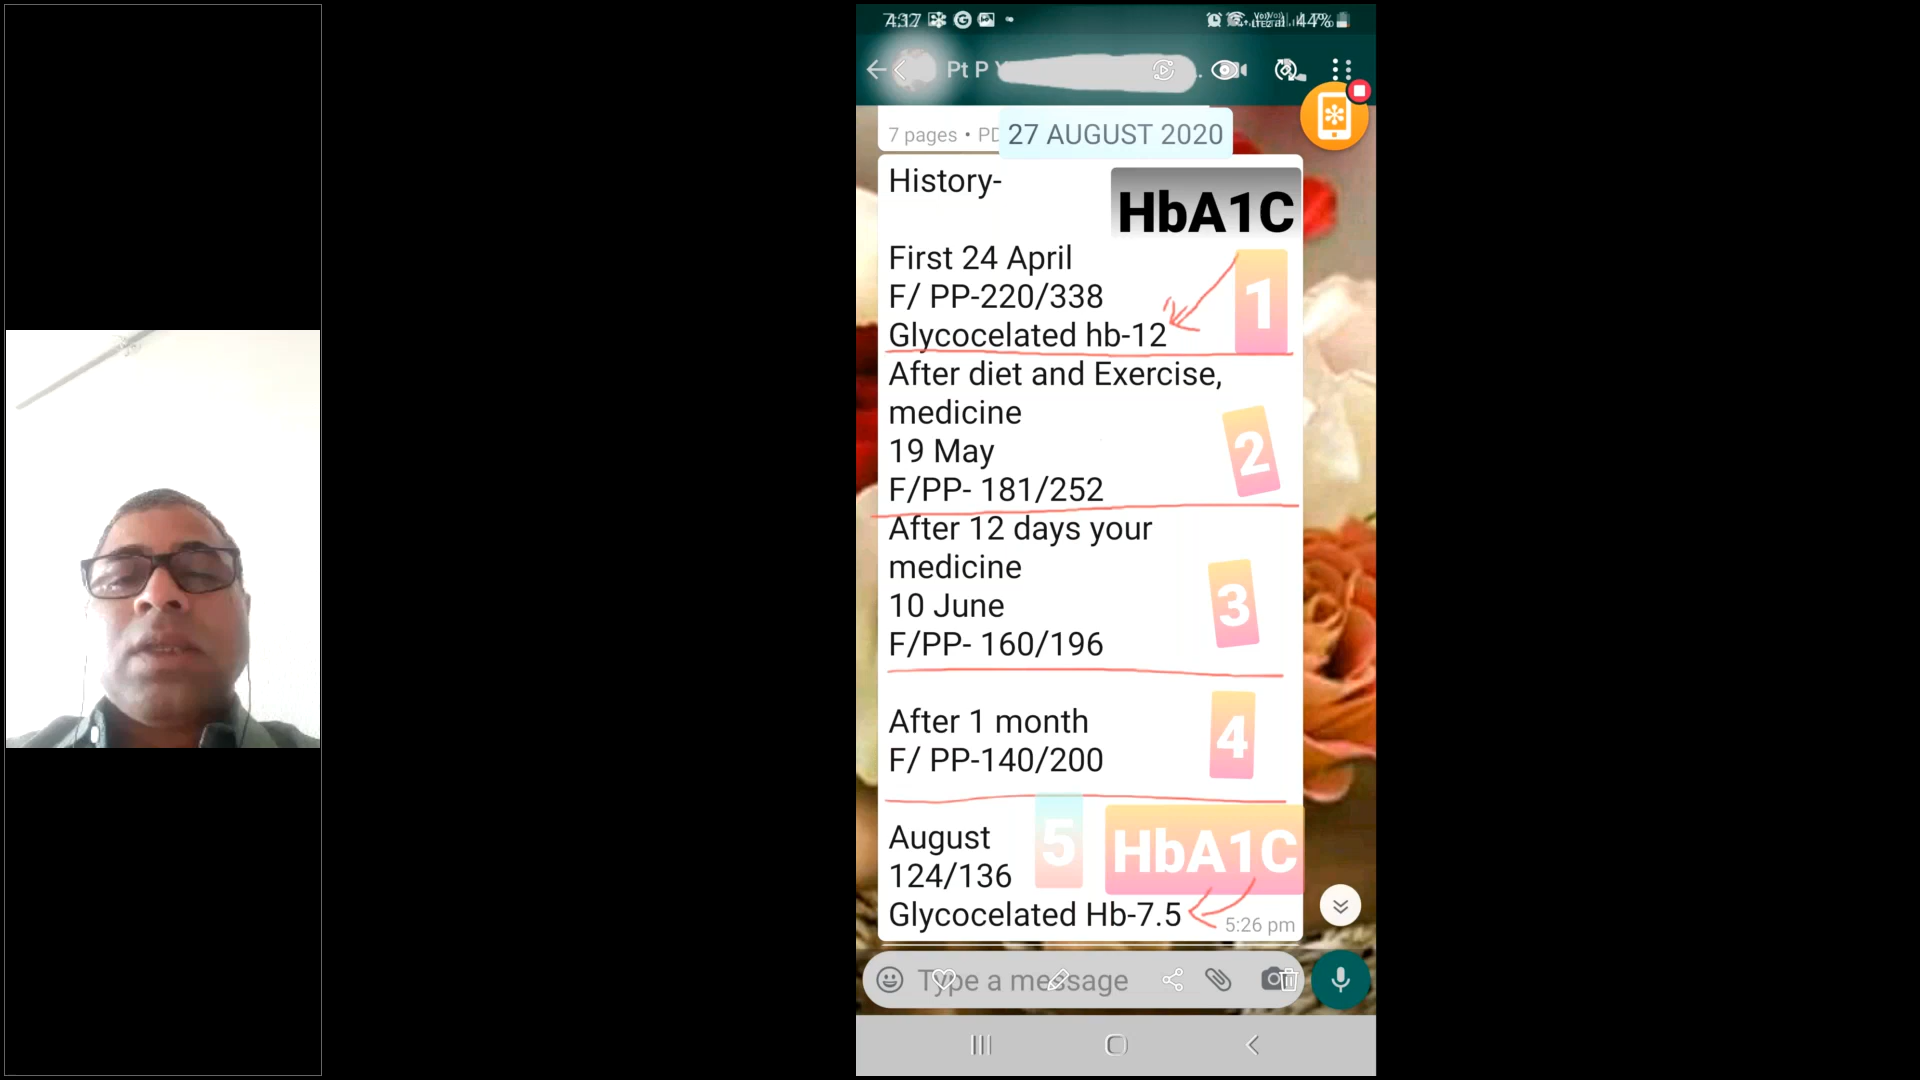 44%
Pt P
7 pages • PD
27 AUGUST 2020
History-
HbA1C
First 24 April
F/ PP-220/338
Glycocelated hb-12
1
After diet and Exercise,
medicine
19 May
F/PP- 181/252
2
After 12 days your
medicine
10 June
F/PP- 160/196
3
After 1 month
F/ PP-140/200
4
August
124/136
5
HbA1C
Glycocelated Hb-7.5
5:26 pm
Type a message